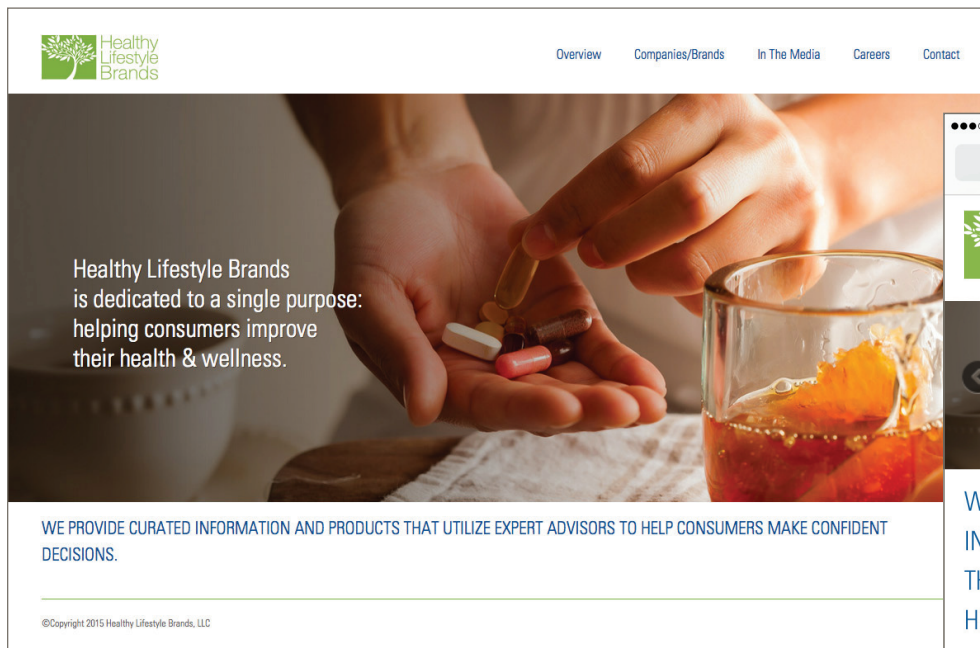 Healthy
Lifestyle
Brands
Overview Companies/Brands In The Media Careers Contact
Healthy Lifestyle Brands
is dedicated to a single purpose:
helping consumers improve
their health & wellness.
WE PROVIDE CURATED INFORMATION AND PRODUCTS THAT UTILIZE EXPERT ADVISORS TO HELP CONSUMERS MAKE CONFIDENT
DECISIONS.
©Copyright 2015 Healthy Lifestyle Brands, LLC